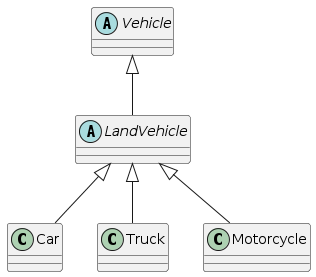 A Vehicle
A LandVehicle
C Car
C Truck
C Motorcycle